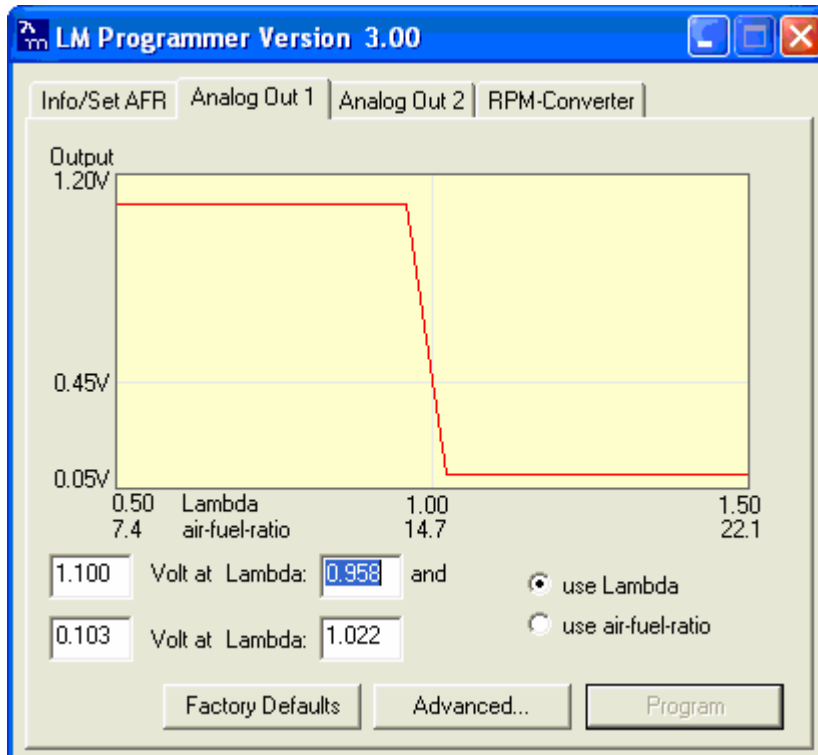 LM Programmer Version 3.00
Info/Set AFR Analog Out 1 Analog Out 2 RPM-Converter
Output
1.20V
0.45V
0.05V
0.50 Lambda 1.00 1.50
7.4 air-fuel-ratio 14.7 22.1
1.100 Volt at Lambda: 0.958 and
use Lambda
0.103 Volt at Lambda: 1.022
use air-fuel-ratio
Factory Defaults Advanced... Program